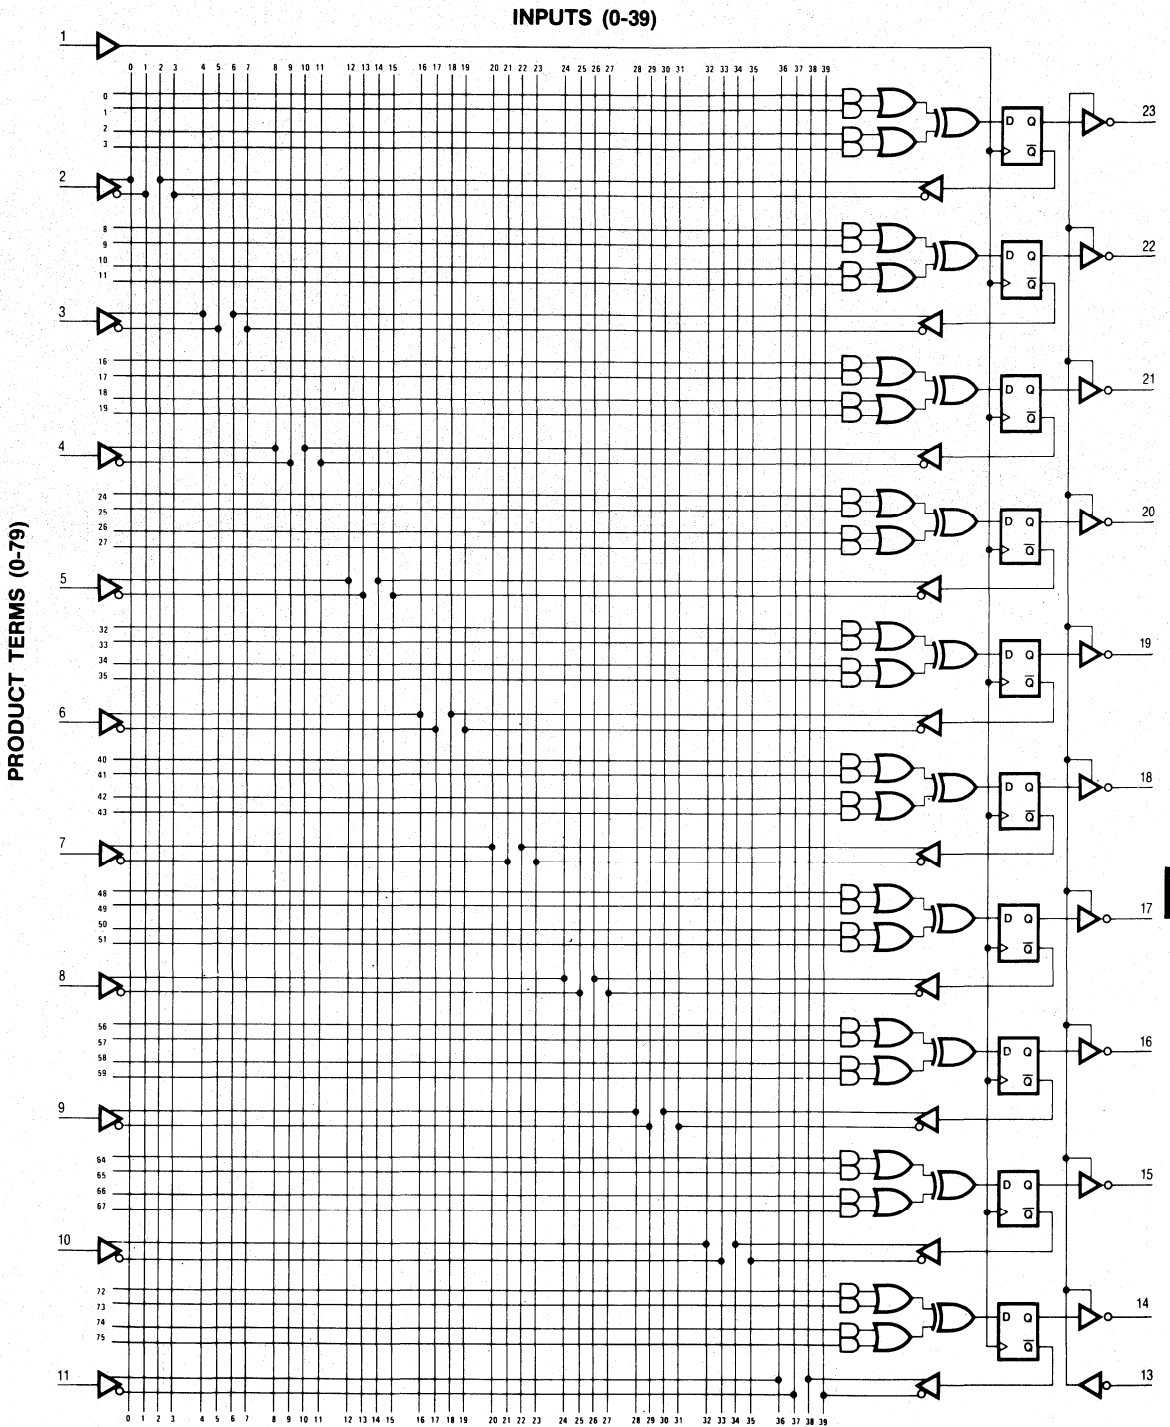 INPUTS (0-39)
1
0 1 2 3 4 5 6 7 8 9 10 11 12 13 14 15 16 17 18 19 20 21 22 23 24 25 26 27 28 29 30 31 32 33 34 35 36 37 38 39
0
1
2
3
D Q
Q̅
23
2
8
9
10
11
D Q
Q̅
22
3
16
17
18
19
D Q
Q̅
21
4
24
25
26
27
D Q
Q̅
20
5
PRODUCT TERMS (0-79)
32
33
34
35
D Q
Q̅
19
6
40
41
42
43
D Q
Q̅
18
7
48
49
50
51
D Q
Q̅
17
8
56
57
58
59
D Q
Q̅
16
9
64
65
66
67
D Q
Q̅
15
10
72
73
74
75
D Q
Q̅
14
11
13
0 1 2 3 4 5 6 7 8 9 10 11 12 13 14 15 16 17 18 19 20 21 22 23 24 25 26 27 28 29 30 31 32 33 34 35 36 37 38 39